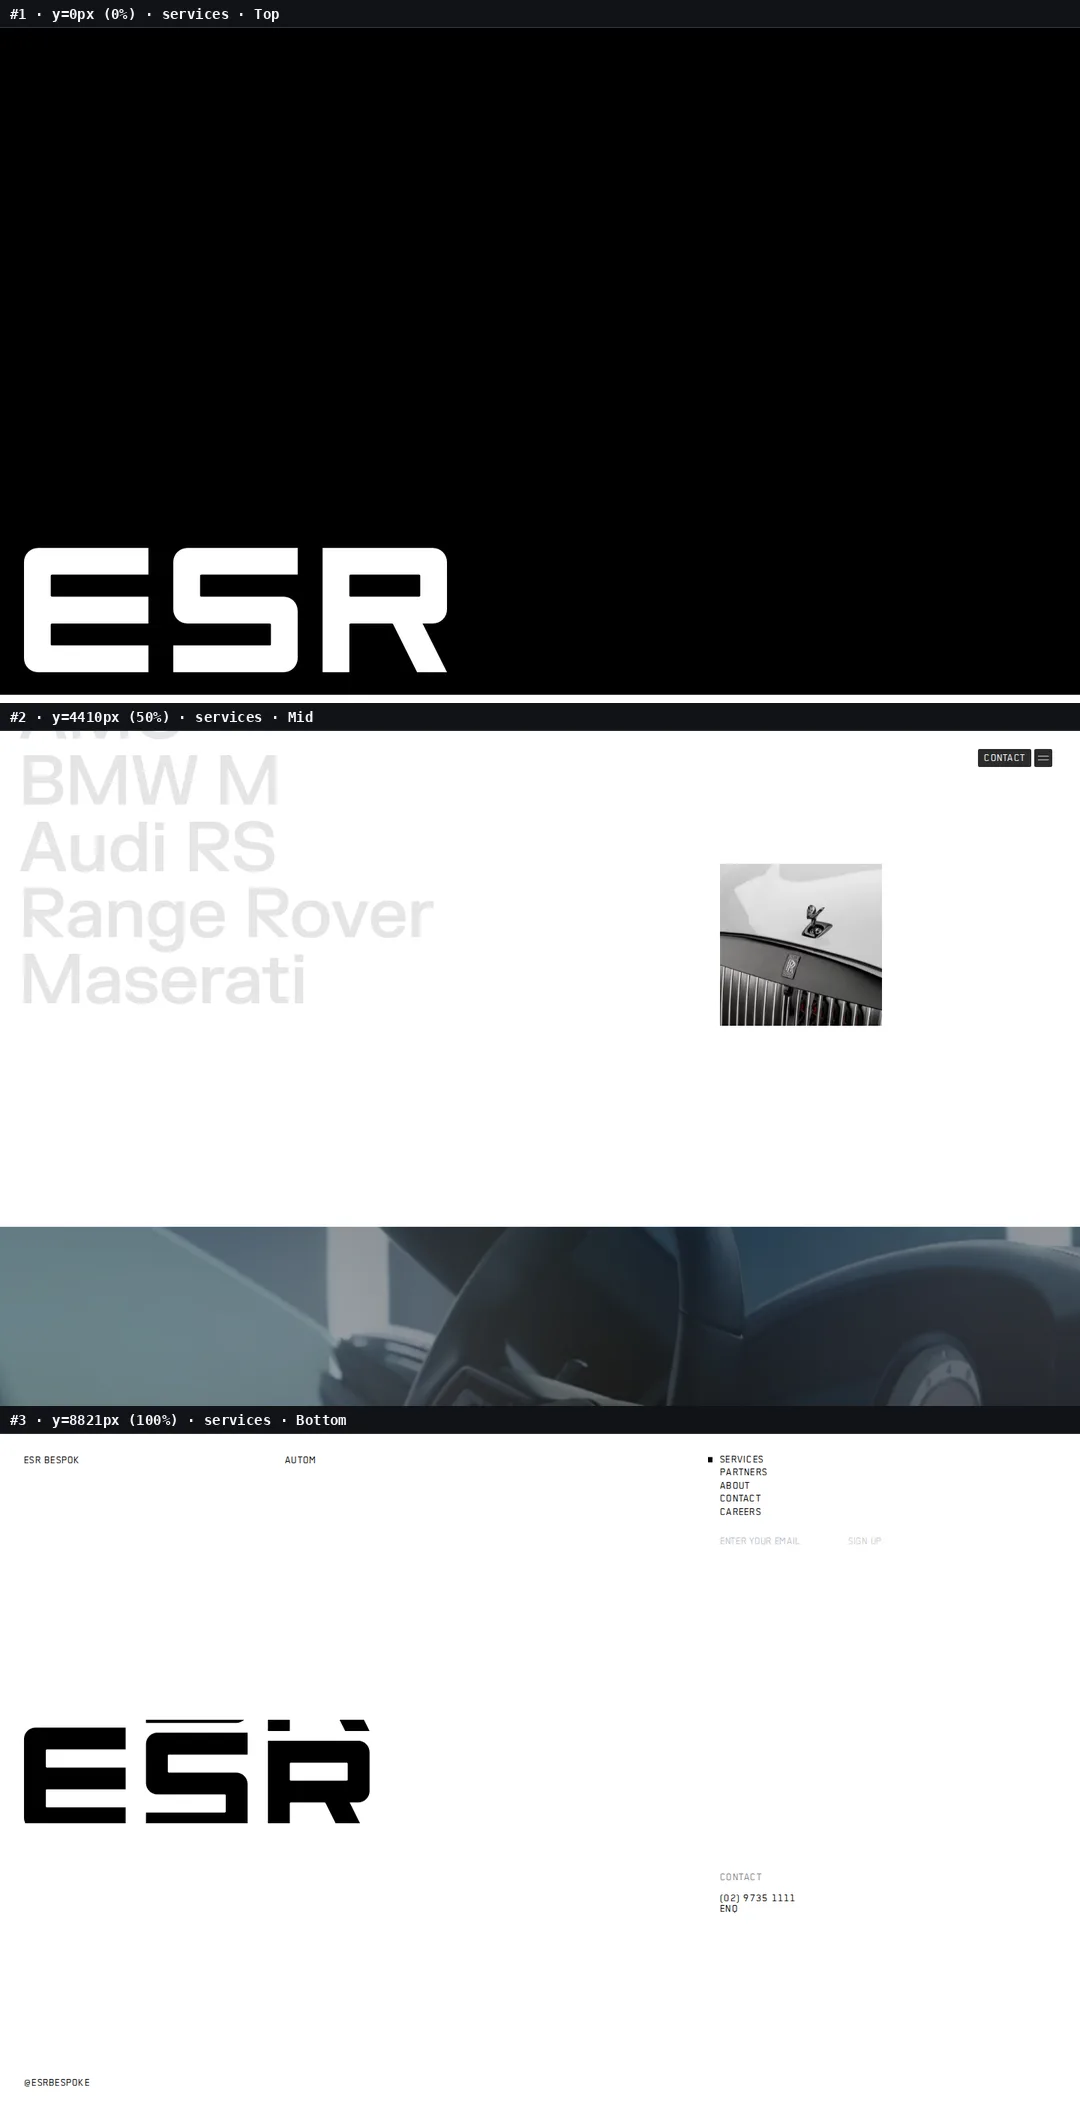 #1 · y=0px (0%) · services · Top
ESR
#2 · y=4410px (50%) · services · Mid
AMG
BMW M
CONTACT
Audi RS
Range Rover
Maserati
#3 · y=8821px (100%) · services · Bottom
ESR BESPOK
AUTOM
SERVICES
PARTNERS
ABOUT
CONTACT
CAREERS
ENTER YOUR EMAIL
SIGN UP
ESR
CONTACT
(02) 9735 1111
ENQ
@ESRBESPOKE